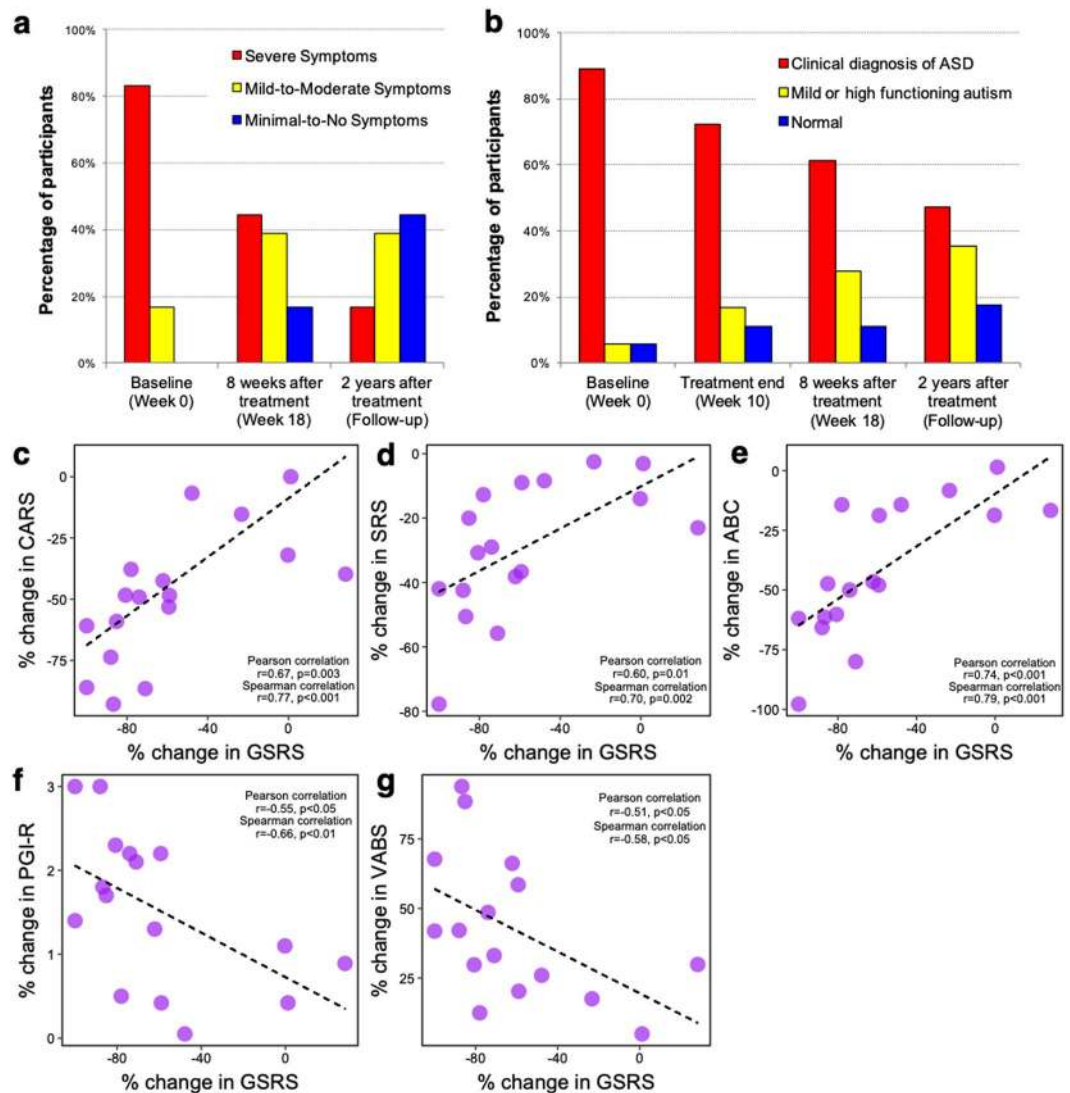 a
100%
80%
60%
40%
20%
0%
Percentage of participants
Severe Symptoms
Mild-to-Moderate Symptoms
Minimal-to-No Symptoms
Baseline
(Week 0)
8 weeks after
treatment
(Week 18)
2 years after
treatment
(Follow-up)
b
100%
80%
60%
40%
20%
0%
Percentage of participants
Clinical diagnosis of ASD
Mild or high functioning autism
Normal
Baseline
(Week 0)
Treatment end
(Week 10)
8 weeks after
treatment
(Week 18)
2 years after
treatment
(Follow-up)
c
% change in CARS
0
-25
-50
-75
Pearson correlation
r=0.67, p=0.003
Spearman correlation
r=0.77, p<0.001
-80
-40
0
% change in GSRS
d
% change in SRS
0
-20
-40
-60
-80
Pearson correlation
r=0.60, p=0.01
Spearman correlation
r=0.70, p=0.002
-80
-40
0
% change in GSRS
e
% change in ABC
0
-25
-50
-75
-100
Pearson correlation
r=0.74, p<0.001
Spearman correlation
r=0.79, p<0.001
-80
-40
0
% change in GSRS
f
% change in PGI-R
3
2
1
0
Pearson correlation
r=-0.55, p<0.05
Spearman correlation
r=-0.66, p<0.01
-80
-40
0
% change in GSRS
g
% change in VABS
75
50
25
Pearson correlation
r=-0.51, p<0.05
Spearman correlation
r=-0.58, p<0.05
-80
-40
0
% change in GSRS